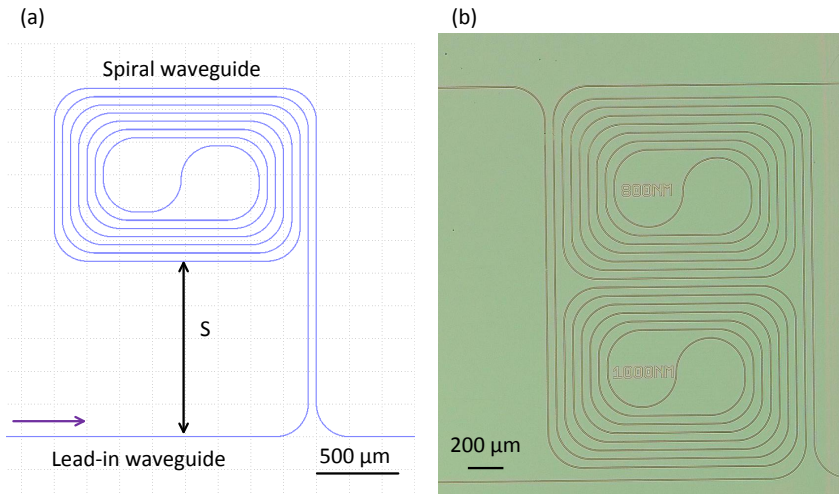 (a)
(b)
Spiral waveguide
S
Lead-in waveguide
500 µm
800NM
1000NM
200 µm